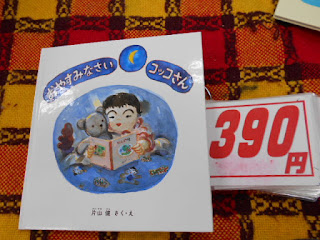 おやすみなさい
コッコさん
片山 健 さく・え
390
円